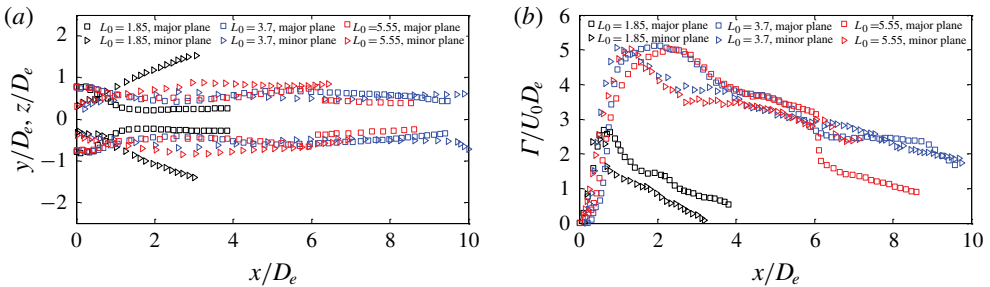 (a)
L₀ = 1.85, major plane L₀ = 3.7, major plane L₀ =5.55, major plane
L₀ = 1.85, minor plane L₀ = 3.7, minor plane L₀ = 5.55, minor plane
2
1
0
−1
−2
y/Dₑ, z/Dₑ
0 2 4 6 8 10
x/Dₑ
(b)
L₀ = 1.85, major plane L₀ = 3.7, major plane L₀ =5.55, major plane
L₀ = 1.85, minor plane L₀ = 3.7, minor plane L₀ = 5.55, minor plane
6
5
4
3
2
1
0
Γ/U₀Dₑ
0 2 4 6 8 10
x/Dₑ